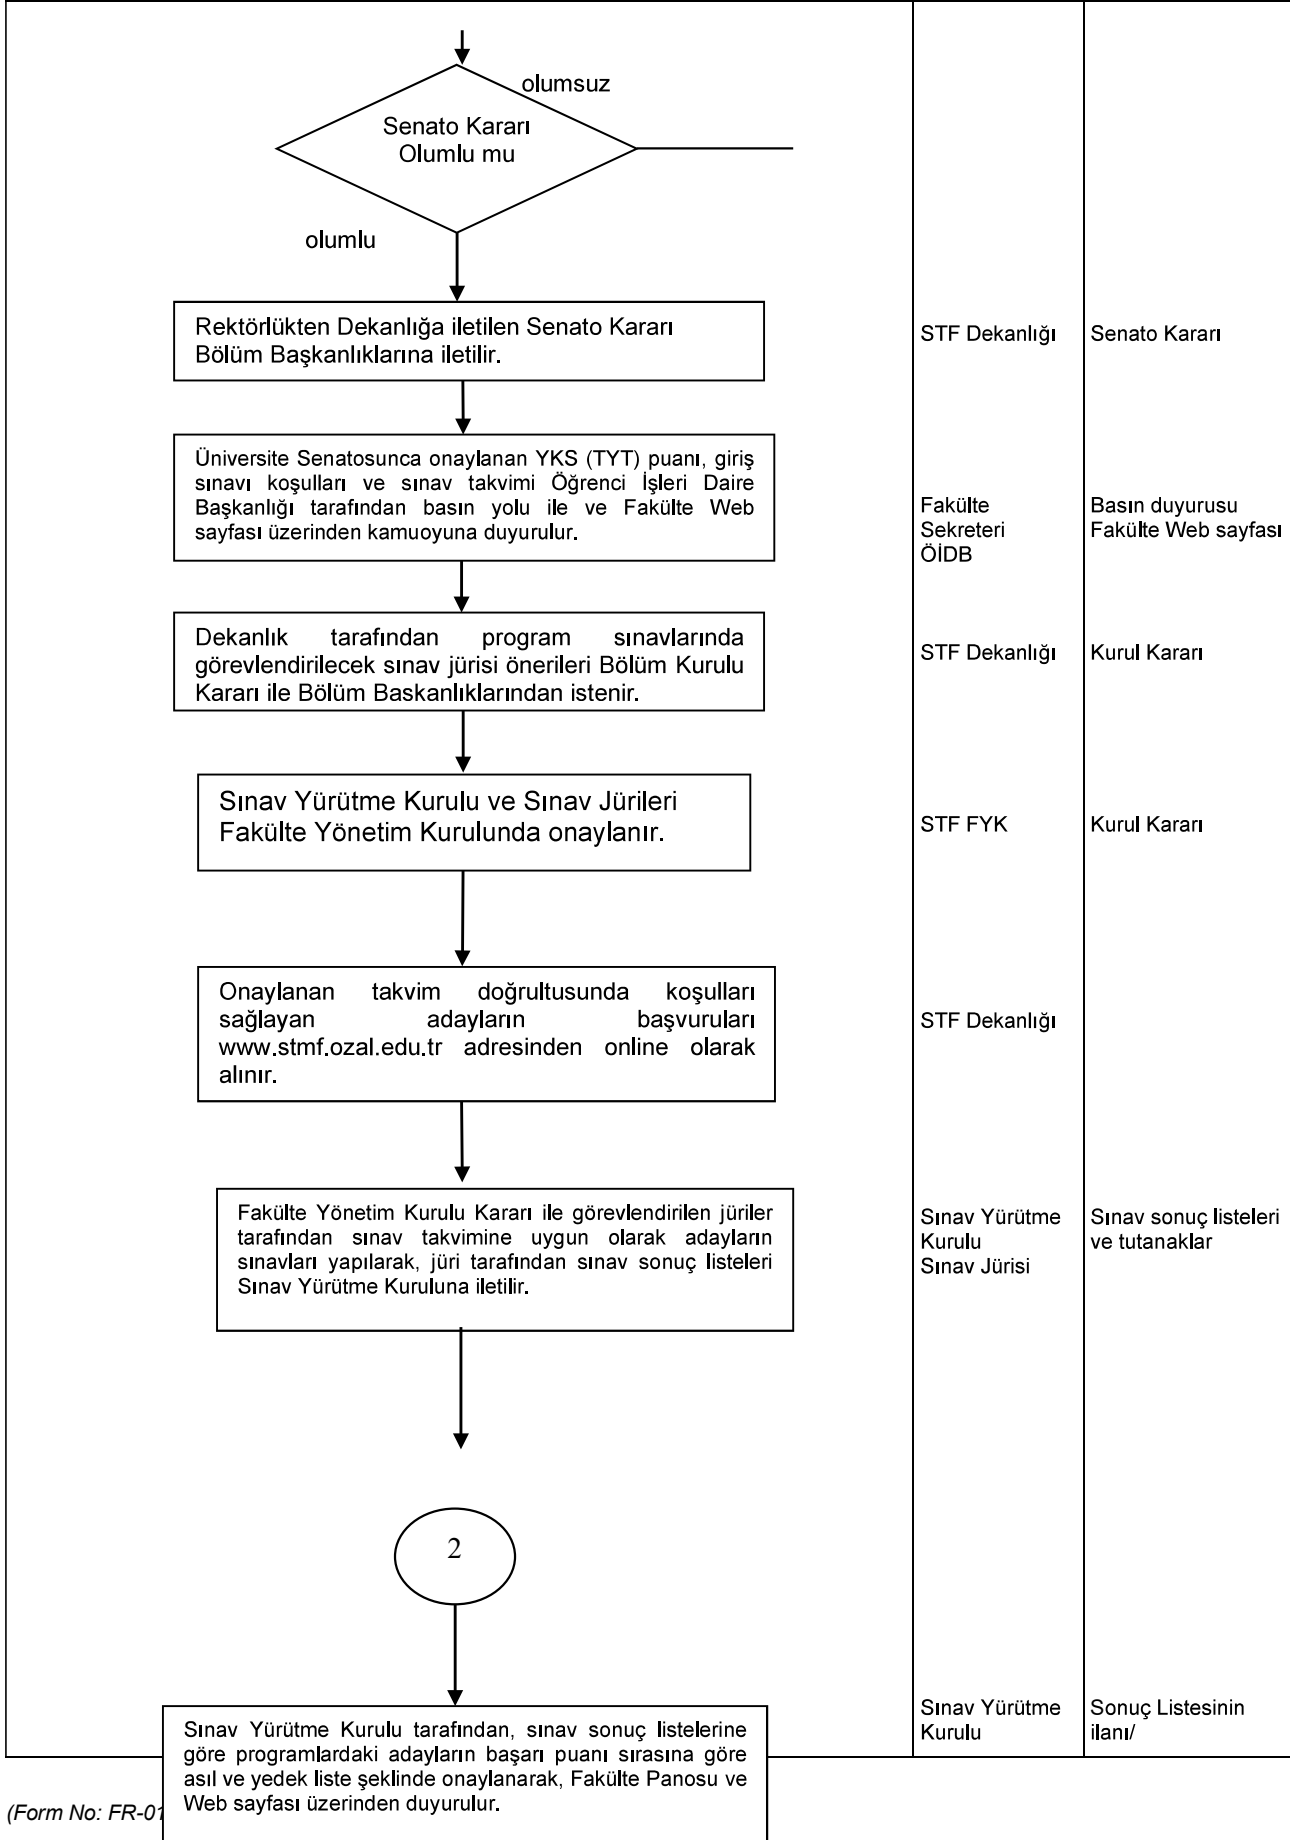 olumsuz
Senato Kararı
Olumlu mu
olumlu
Rektörlükten Dekanlığa iletilen Senato Kararı
Bölüm Başkanlıklarına iletilir.
STF Dekanlığı
Senato Kararı
Üniversite Senatosunca onaylanan YKS (TYT) puanı, giriş
sınavı koşulları ve sınav takvimi Öğrenci İşleri Daire
Başkanlığı tarafından basın yolu ile ve Fakülte Web
sayfası üzerinden kamuoyuna duyurulur.
Fakülte
Sekreteri
ÖİDB
Basın duyurusu
Fakülte Web sayfası
Dekanlık tarafından program sınavlarında
görevlendirilecek sınav jürisi önerileri Bölüm Kurulu
Kararı ile Bölüm Baskanlıklarından istenir.
STF Dekanlığı
Kurul Kararı
Sınav Yürütme Kurulu ve Sınav Jürileri
Fakülte Yönetim Kurulunda onaylanır.
STF FYK
Kurul Kararı
Onaylanan takvim doğrultusunda koşulları
sağlayan adayların başvuruları
www.stmf.ozal.edu.tr adresinden online olarak
alınır.
STF Dekanlığı
Fakülte Yönetim Kurulu Kararı ile görevlendirilen jüriler
tarafından sınav takvimine uygun olarak adayların
sınavları yapılarak, jüri tarafından sınav sonuç listeleri
Sınav Yürütme Kuruluna iletilir.
Sınav Yürütme
Kurulu
Sınav Jürisi
Sınav sonuç listeleri
ve tutanaklar
2
Sınav Yürütme Kurulu tarafından, sınav sonuç listelerine
göre programlardaki adayların başarı puanı sırasına göre
asıl ve yedek liste şeklinde onaylanarak, Fakülte Panosu ve
Web sayfası üzerinden duyurulur.
Sınav Yürütme
Kurulu
Sonuç Listesinin
ilanı/
(Form No: FR-01